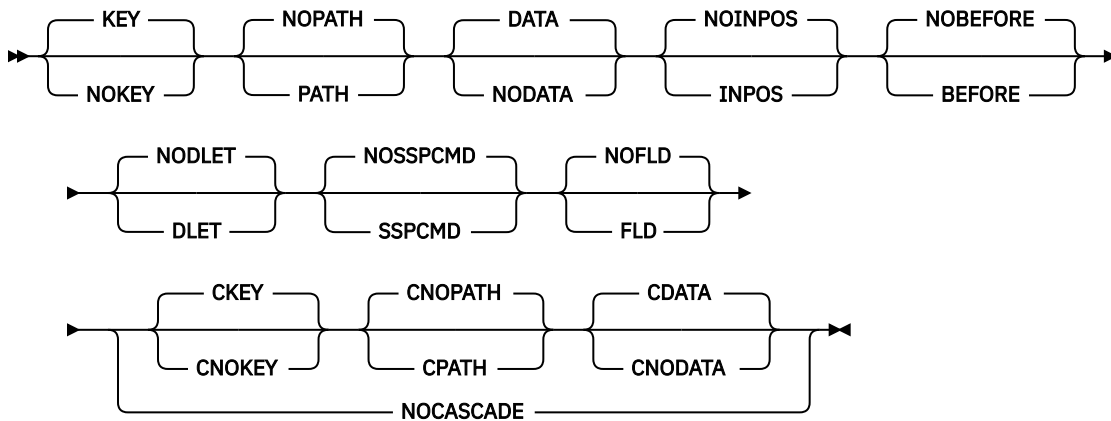 KEY NOPATH DATA NOINPOS NOBEFORE
NOKEY PATH NODATA INPOS BEFORE
NODLET NOSSPCMD NOFLD
DLET SSPCMD FLD
CKEY CNOPATH CDATA
CNOKEY CPATH CNODATA
NOCASCADE